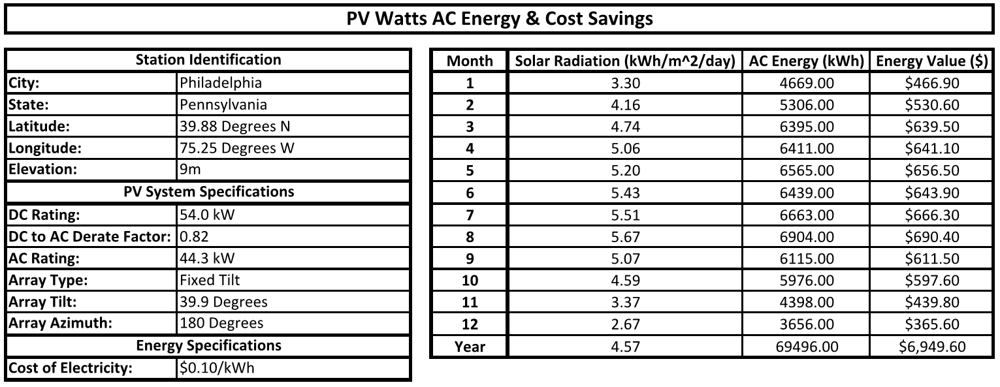 PV Watts AC Energy & Cost Savings
Station Identification
City: Philadelphia
State: Pennsylvania
Latitude: 39.88 Degrees N
Longitude: 75.25 Degrees W
Elevation: 9m
PV System Specifications
DC Rating: 54.0 kW
DC to AC Derate Factor: 0.82
AC Rating: 44.3 kW
Array Type: Fixed Tilt
Array Tilt: 39.9 Degrees
Array Azimuth: 180 Degrees
Energy Specifications
Cost of Electricity: $0.10/kWh
Month Solar Radiation (kWh/m^2/day) AC Energy (kWh) Energy Value ($)
1 3.30 4669.00 $466.90
2 4.16 5306.00 $530.60
3 4.74 6395.00 $639.50
4 5.06 6411.00 $641.10
5 5.20 6565.00 $656.50
6 5.43 6439.00 $643.90
7 5.51 6663.00 $666.30
8 5.67 6904.00 $690.40
9 5.07 6115.00 $611.50
10 4.59 5976.00 $597.60
11 3.37 4398.00 $439.80
12 2.67 3656.00 $365.60
Year 4.57 69496.00 $6,949.60